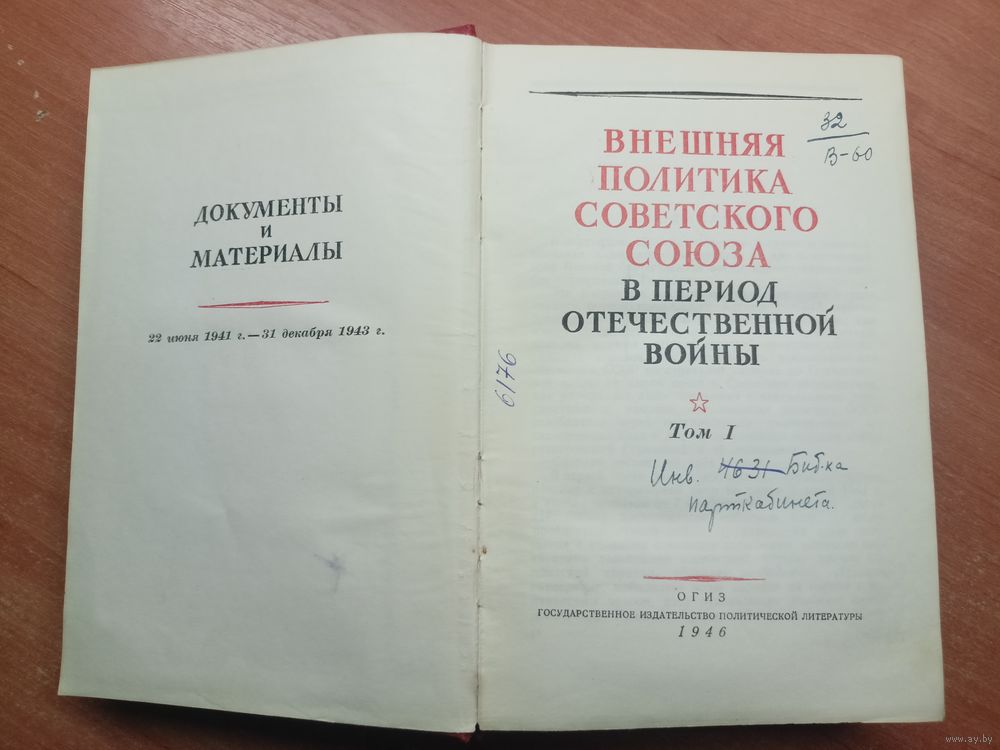 ДОКУМЕНТЫ
и
МАТЕРИАЛЫ
22 июня 1941 г.—31 декабря 1943 г.
6176
32
В-60
ВНЕШНЯЯ
ПОЛИТИКА
СОВЕТСКОГО
СОЮЗА
В ПЕРИОД
ОТЕЧЕСТВЕННОЙ
ВОЙНЫ
Том I
Инв. 4631 Биб-ка
парткабинета.
ОГИЗ
ГОСУДАРСТВЕННОЕ ИЗДАТЕЛЬСТВО ПОЛИТИЧЕСКОЙ ЛИТЕРАТУРЫ
1946
www.ay.by